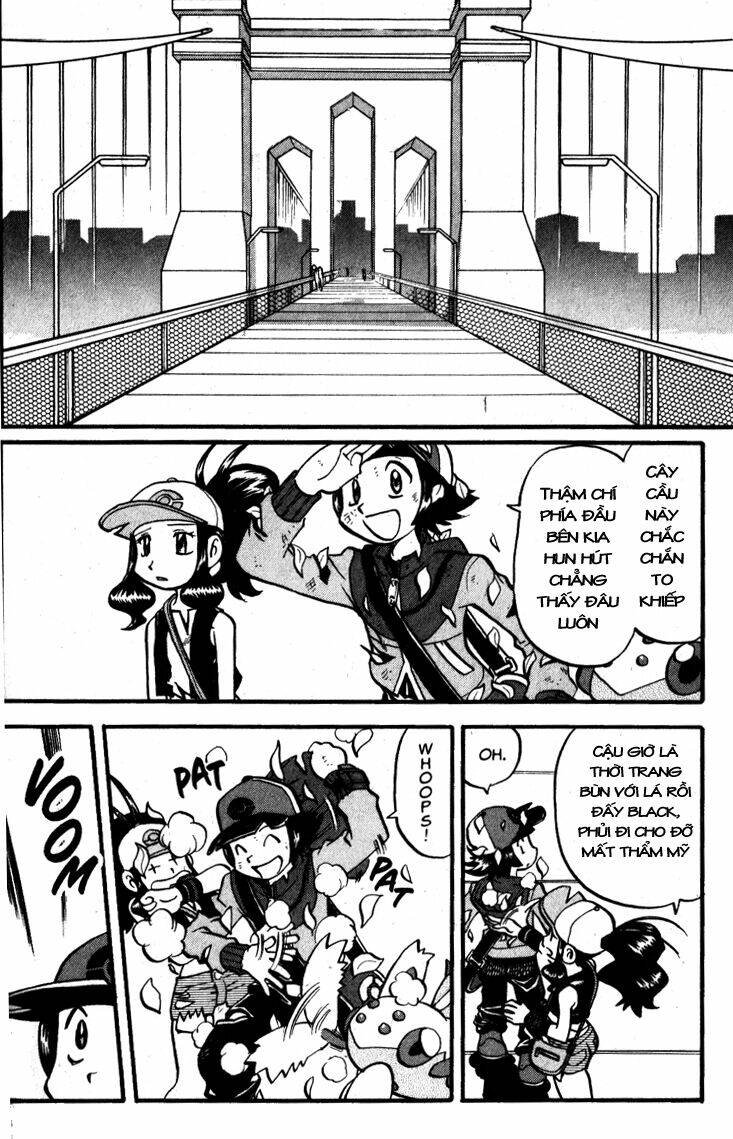 CÂY
CẦU
NÀY
CHẮC
CHẮN
TO
KHIẾP
THẬM CHÍ
PHÍA ĐẦU
BÊN KIA
HUN HÚT
CHẲNG
THẤY ĐÂU
LUÔN
CẬU GIỜ LÀ
THỜI TRANG
BÙN VỚI LÁ RỒI
ĐẤY BLACK,
PHỦI ĐI CHO ĐỠ
MẤT THẨM MỸ
OH.
WHOOPS!
PAT
PAT
VOOM